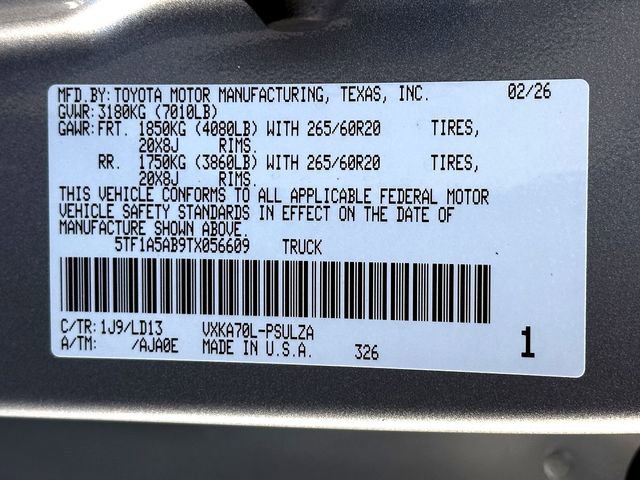 MFD.BY: TOYOTA MOTOR MANUFACTURING, TEXAS, INC. 02/26
GVWR: 3180KG (7010LB)
GAWR: FRT. 1850KG (4080LB) WITH 265/60R20 TIRES,
20X8J RIMS.
RR. 1750KG (3860LB) WITH 265/60R20 TIRES,
20X8J RIMS.
THIS VEHICLE CONFORMS TO ALL APPLICABLE FEDERAL MOTOR
VEHICLE SAFETY STANDARDS IN EFFECT ON THE DATE OF
MANUFACTURE SHOWN ABOVE.
5TF1A5AB9TX056609 TRUCK
C/TR: 1J9/LD13 VXKA70L-PSULZA
A/TM: /AJA0E MADE IN U.S.A. 326 1